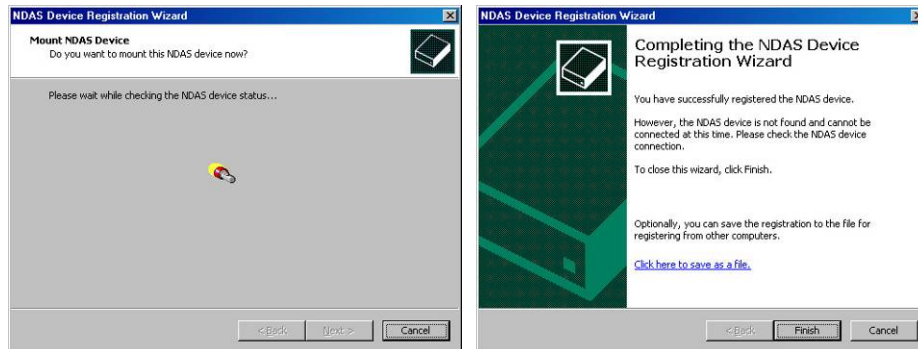 NDAS Device Registration Wizard
Mount NDAS Device
Do you want to mount this NDAS device now?
Please wait while checking the NDAS device status...
< Back
Next >
Cancel
NDAS Device Registration Wizard
Completing the NDAS Device
Registration Wizard
You have successfully registered the NDAS device.
However, the NDAS device is not found and cannot be
connected at this time. Please check the NDAS device
connection.
To close this wizard, click Finish.
Optionally, you can save the registration to the file for
registering from other computers.
Click here to save as a file.
< Back
Finish
Cancel